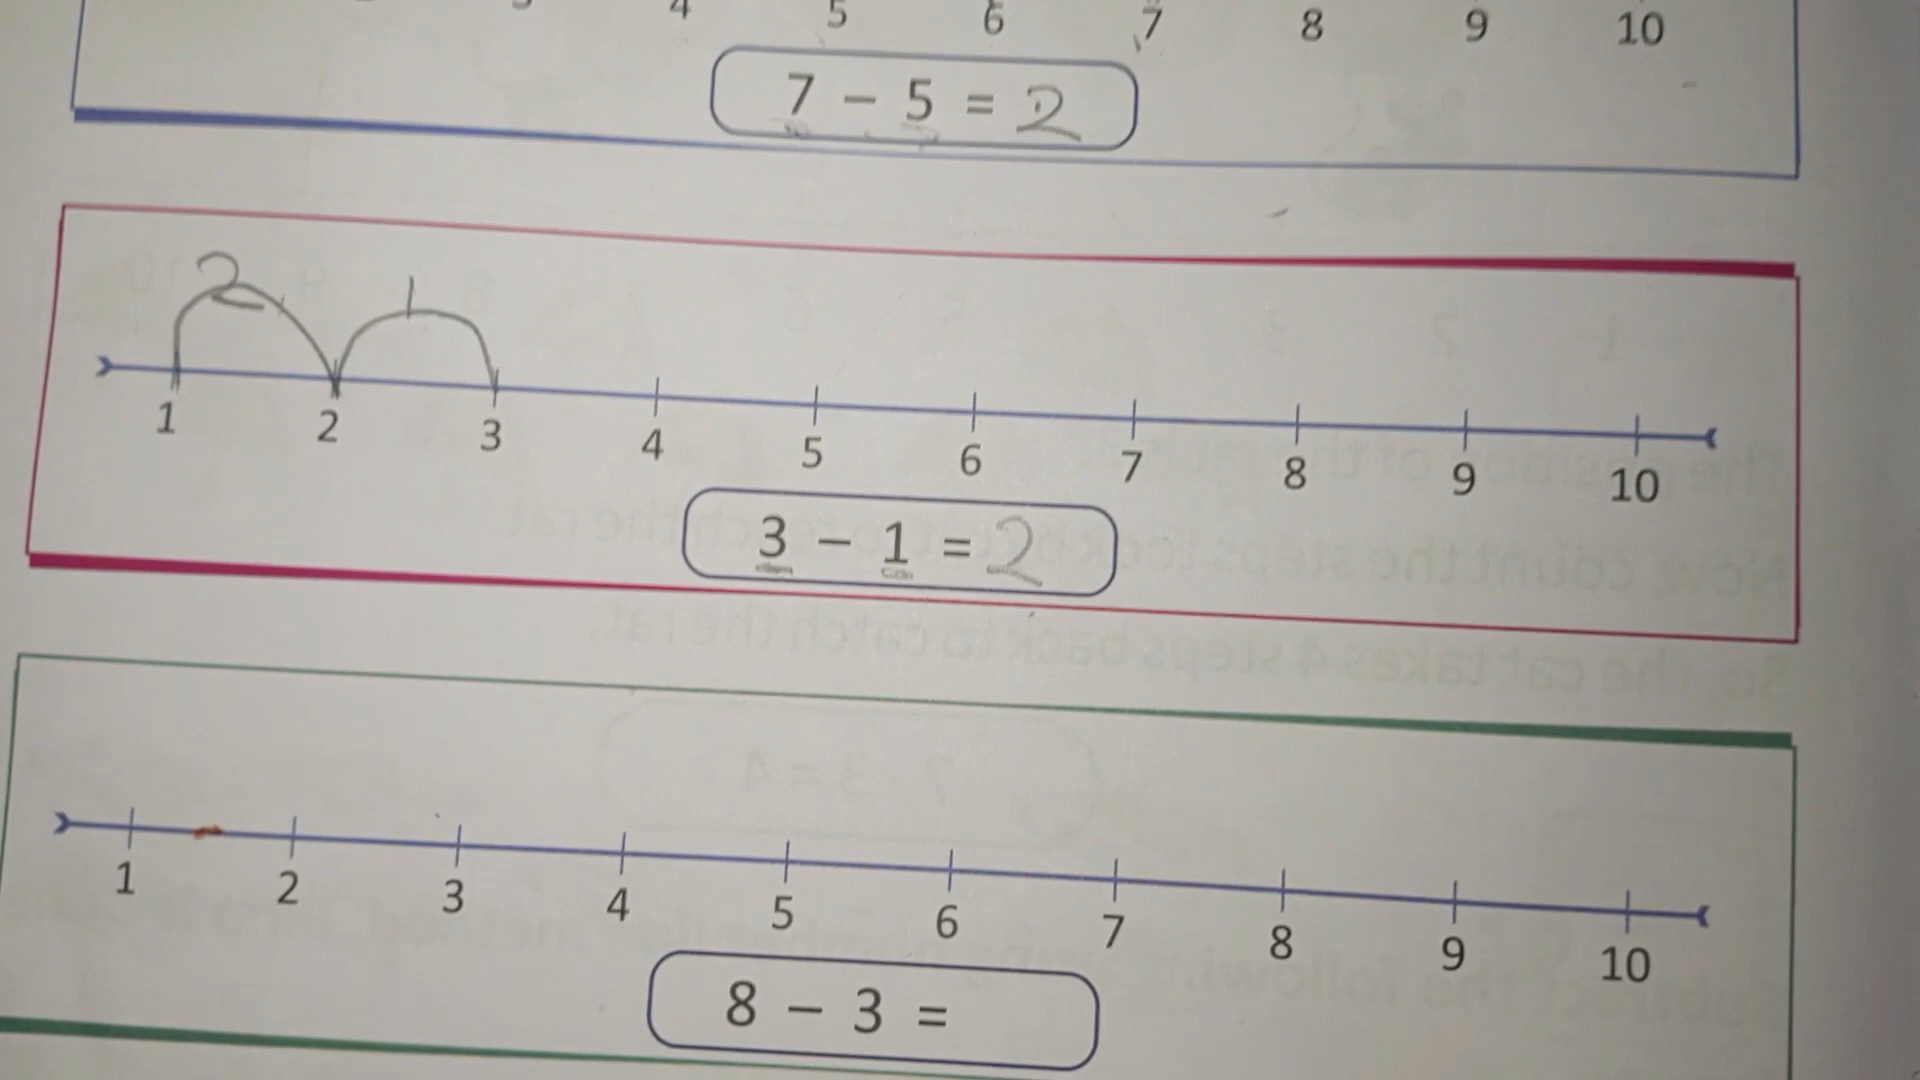 4 5 6 7 8 9 10
7 - 5 = 2
2 1
1 2 3 4 5 6 7 8 9 10
3 - 1 = 2
1 2 3 4 5 6 7 8 9 10
8 - 3 =